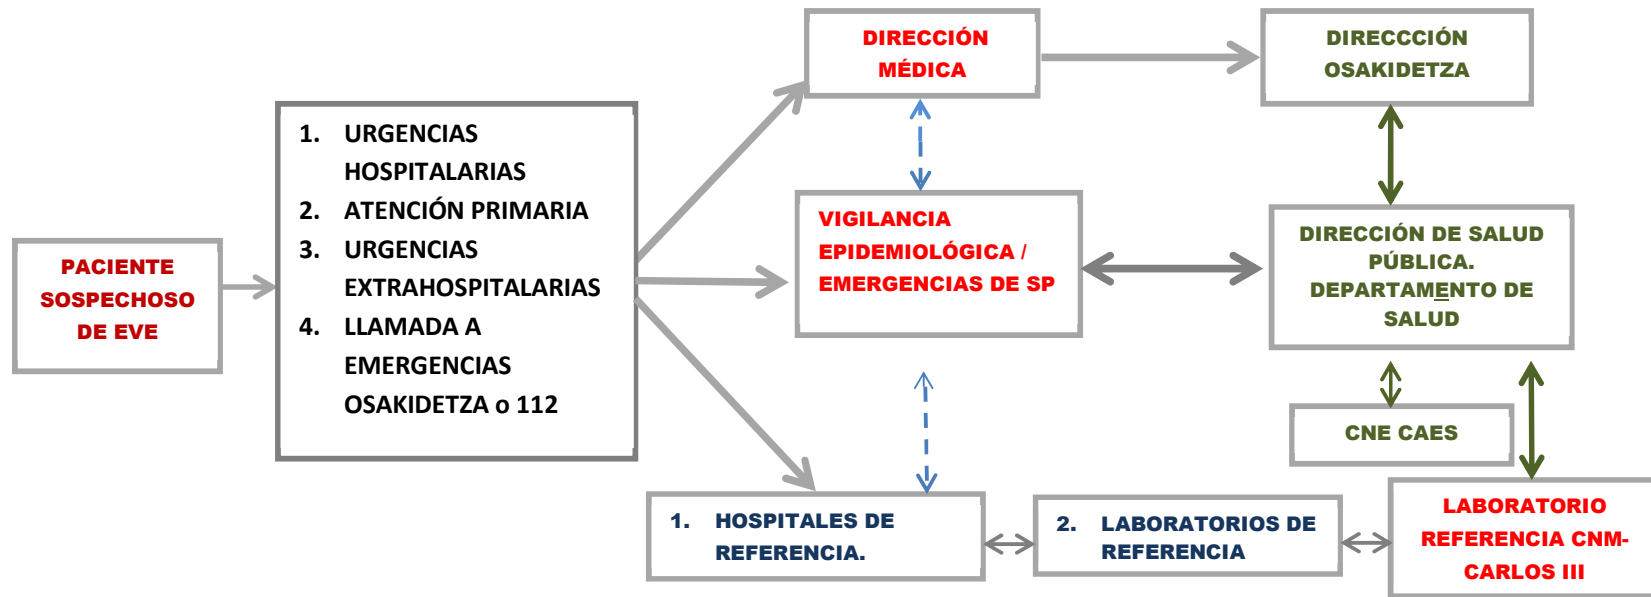 PACIENTE
SOSPECHOSO
DE EVE
1. URGENCIAS
HOSPITALARIAS
2. ATENCIÓN PRIMARIA
3. URGENCIAS
EXTRAHOSPITALARIAS
4. LLAMADA A
EMERGENCIAS
OSAKIDETZA o 112
DIRECCIÓN
MÉDICA
DIRECCCIÓN
OSAKIDETZA
VIGILANCIA
EPIDEMIOLÓGICA /
EMERGENCIAS DE SP
DIRECCIÓN DE SALUD
PÚBLICA.
DEPARTAMENTO DE
SALUD
CNE CAES
1. HOSPITALES DE
REFERENCIA.
2. LABORATORIOS DE
REFERENCIA
LABORATORIO
REFERENCIA CNM-
CARLOS III